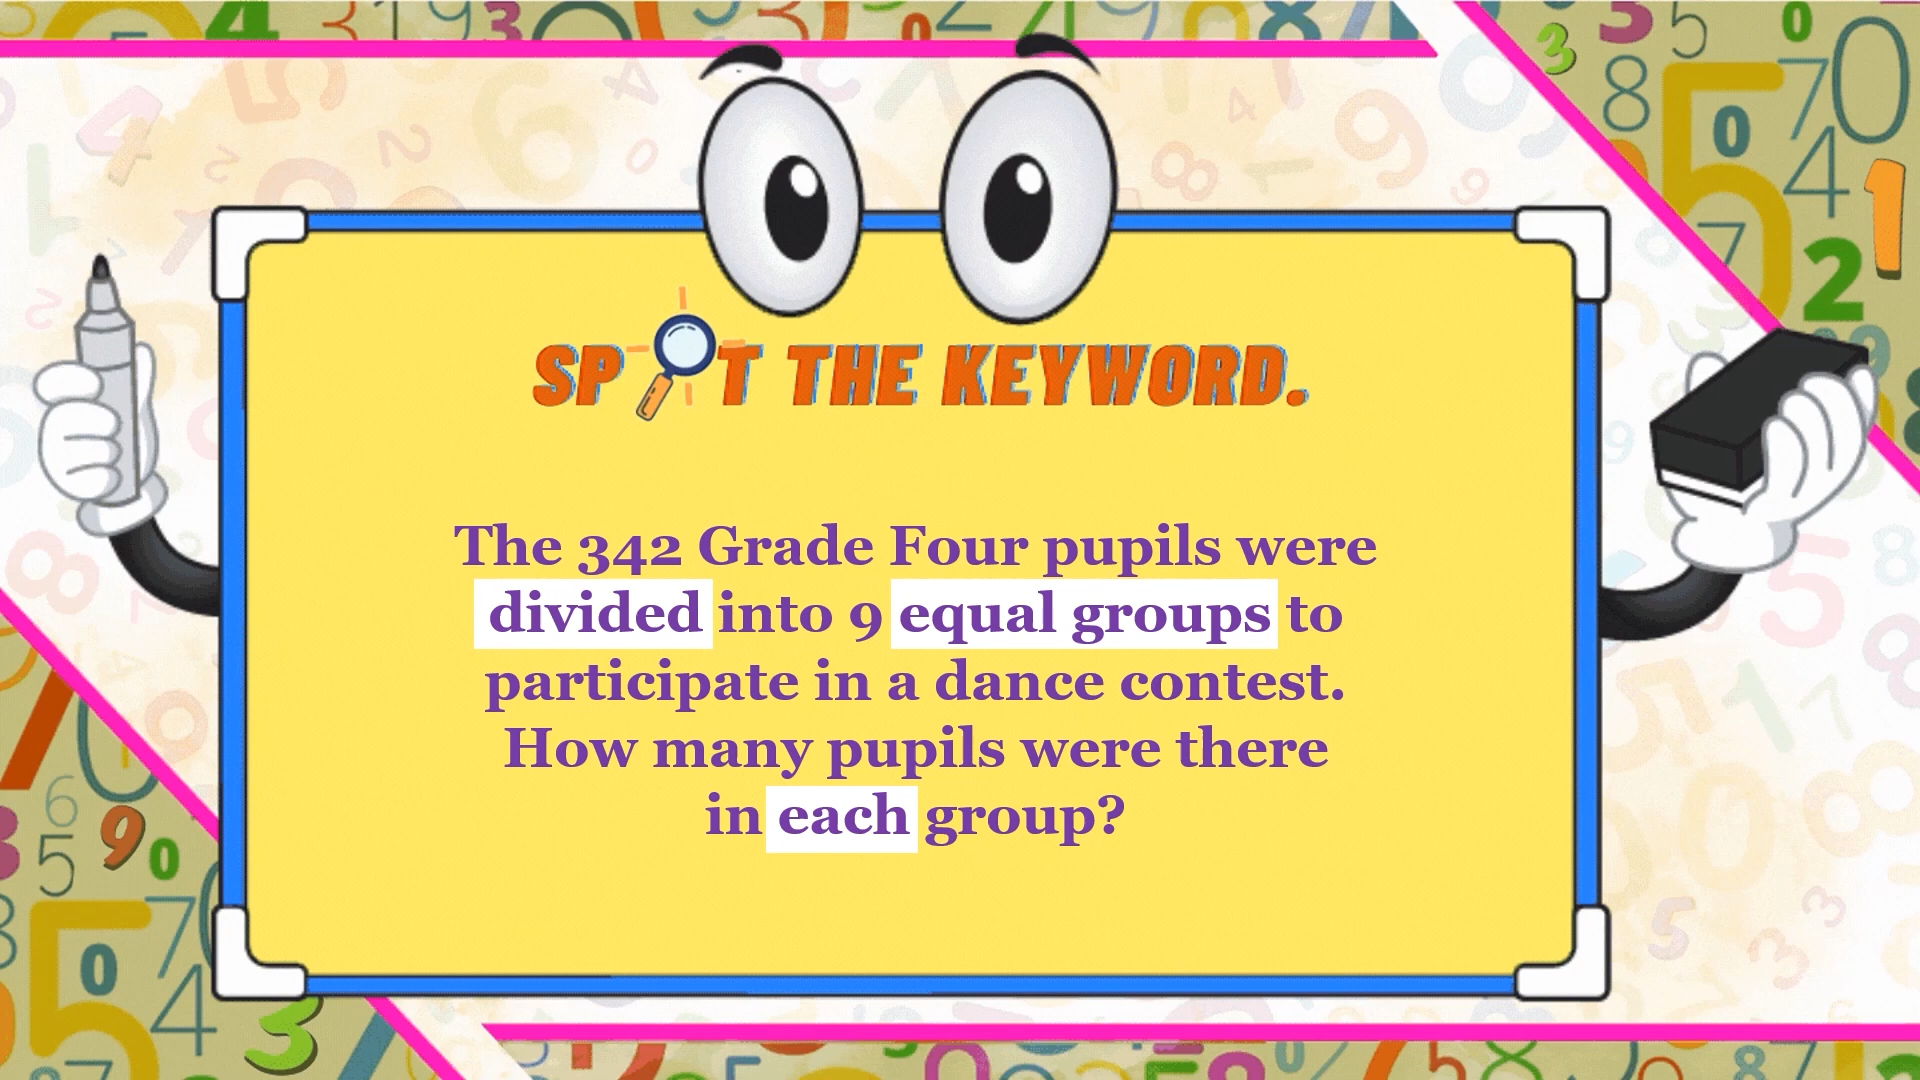 SPOT THE KEYWORD.
The 342 Grade Four pupils were
divided into 9 equal groups to
participate in a dance contest.
How many pupils were there
in each group?